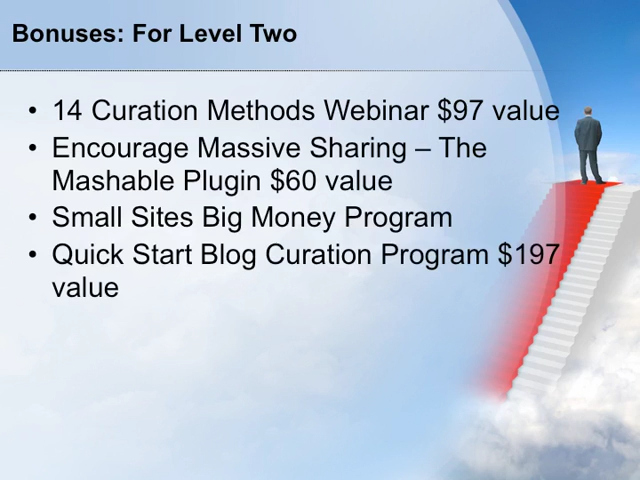 Bonuses: For Level Two
• 14 Curation Methods Webinar $97 value
• Encourage Massive Sharing – The
Mashable Plugin $60 value
• Small Sites Big Money Program
• Quick Start Blog Curation Program $197
value